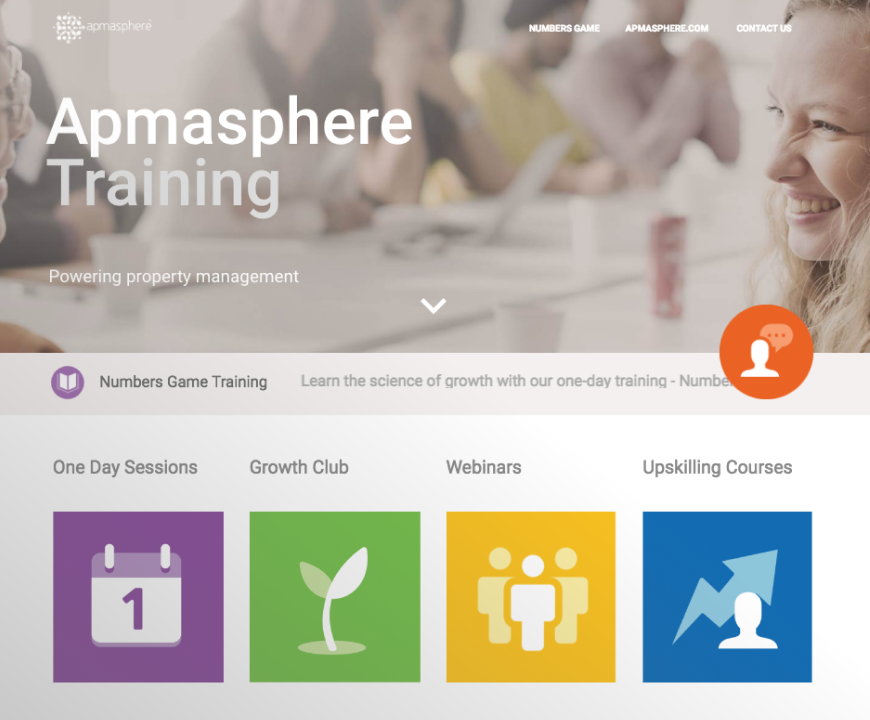 apmasphere
NUMBERS GAME
APMASPHERE.COM
CONTACT US
Apmasphere
Training
Powering property management
Numbers Game Training
Learn the science of growth with our one-day training - Number
One Day Sessions
Growth Club
Webinars
Upskilling Courses
1